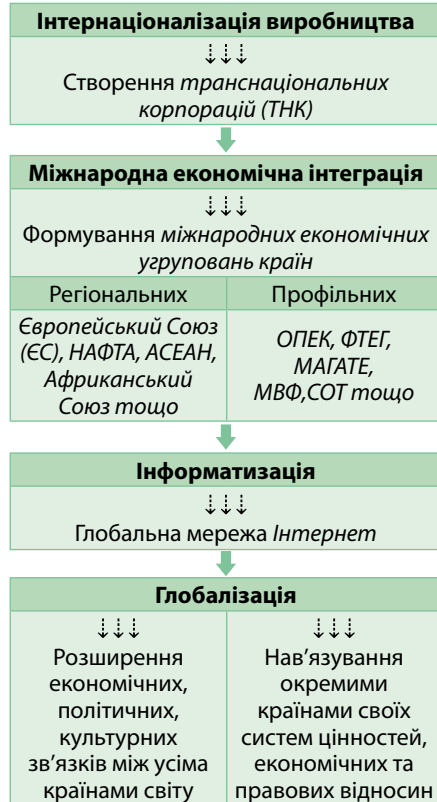 Інтернаціоналізація виробництва
Створення транснаціональних
корпорацій (ТНК)
Міжнародна економічна інтеграція
Формування міжнародних економічних
угруповань країн
Регіональних
Європейський Союз
(ЄС), НАФТА, АСЕАН,
Африканський
Союз тощо
Профільних
ОПЕК, ФТЕГ,
МАГАТЕ,
МВФ,СОТ тощо
Інформатизація
Глобальна мережа Інтернет
Глобалізація
Розширення
економічних,
політичних,
культурних
зв’язків між усіма
країнами світу
Нав’язування
окремими
країнами своїх
систем цінностей,
економічних та
правових відносин